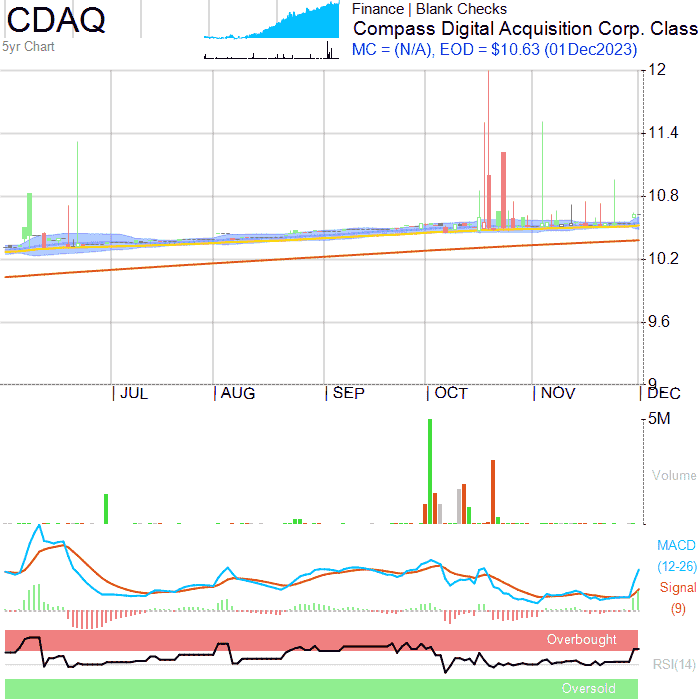 CDAQ
5yr Chart
Finance | Blank Checks
Compass Digital Acquisition Corp. Class
MC = (N/A), EOD = $10.63 (01Dec2023)
12
11.4
10.8
10.2
9.6
9
JUL AUG SEP OCT NOV DEC
5M
Volume
MACD
(12-26)
Signal
(9)
Overbought
RSI(14)
Oversold